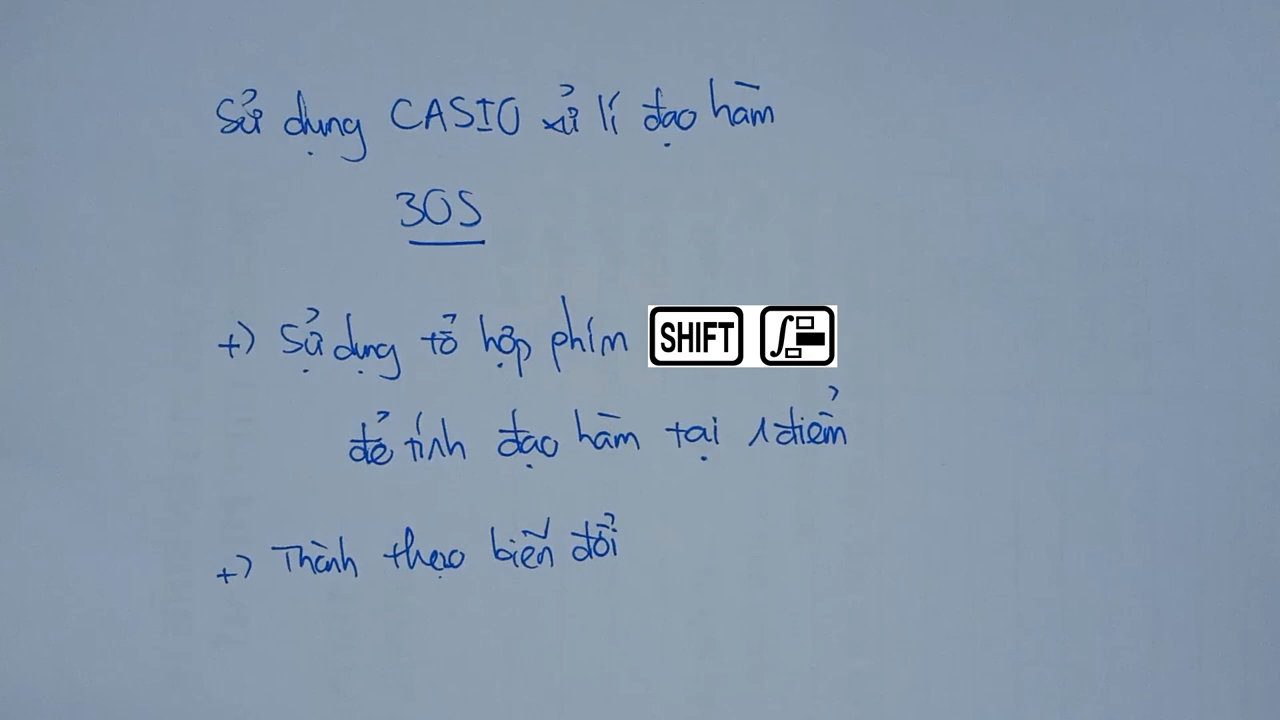 Sử dụng CASIO xử lí đạo hàm
30S
+) Sử dụng tổ hợp phím SHIFT ∫
để tính đạo hàm tại 1 điểm
+) Thành thạo biến đổi